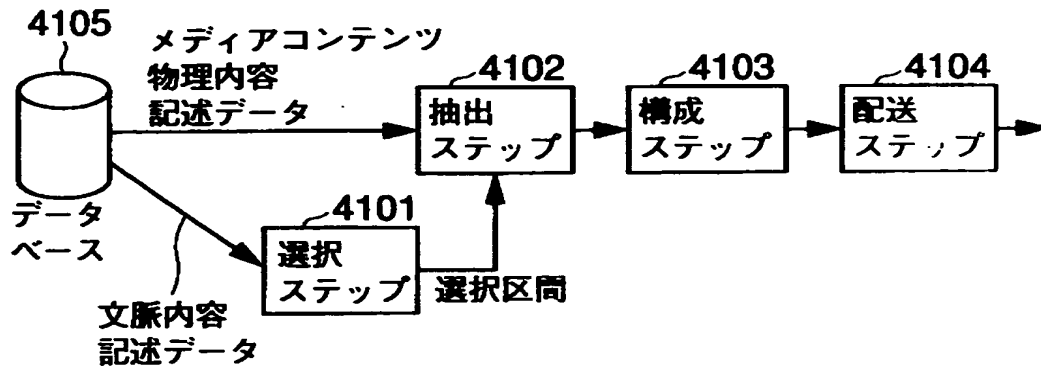 4105
メディアコンテンツ
物理内容
記述データ
4102
抽出
ステップ
4103
構成
ステップ
4104
配送
ステップ
データ
ベース
4101
選択
ステップ
選択区間
文脈内容
記述データ